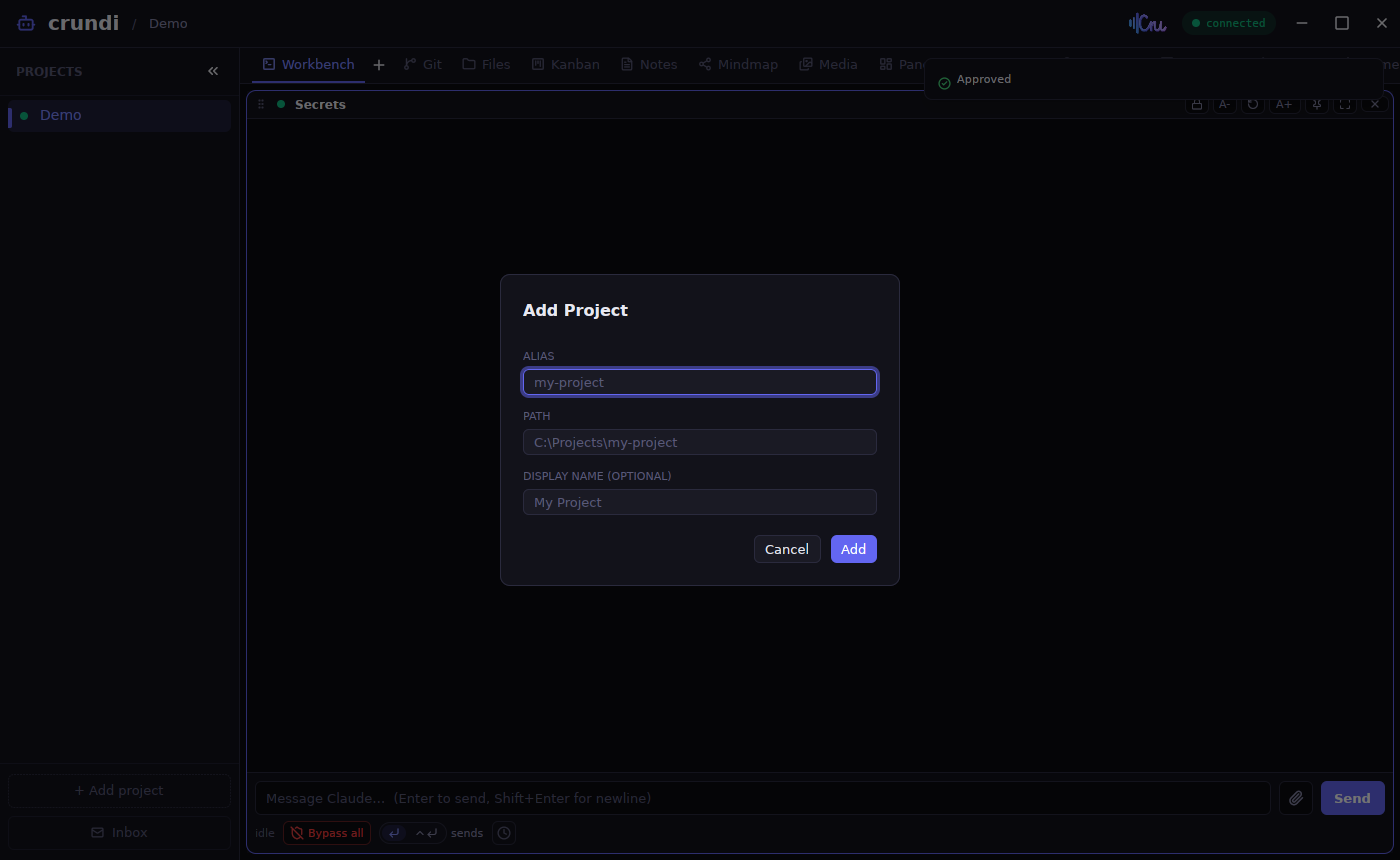 crundi / Demo
Cru
connected
PROJECTS
Workbench
Git
Files
Kanban
Notes
Mindmap
Media
Approved
Demo
Secrets
A-
A+
Add Project
ALIAS
my-project
PATH
C:\Projects\my-project
DISPLAY NAME (OPTIONAL)
My Project
Cancel
Add
+ Add project
Inbox
Message Claude... (Enter to send, Shift+Enter for newline)
Send
idle
Bypass all
sends